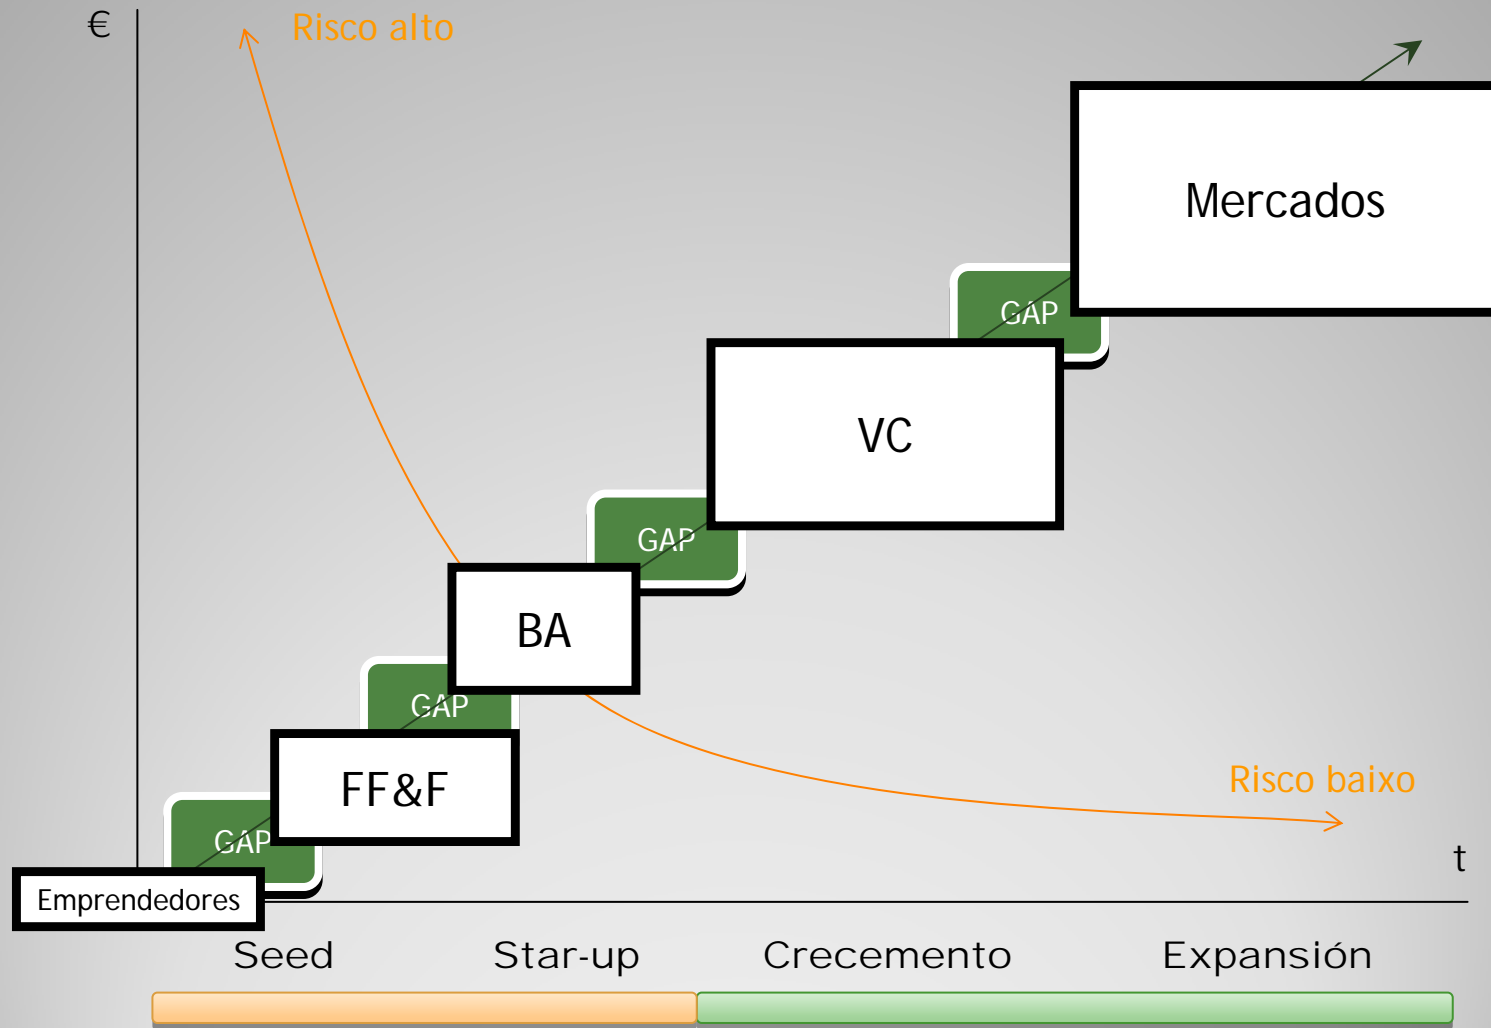 €
Risco alto
Mercados
GAP
VC
GAP
BA
GAP
FF&F
Risco baixo
GAP
t
Emprendedores
Seed
Star-up
Crecemento
Expansión